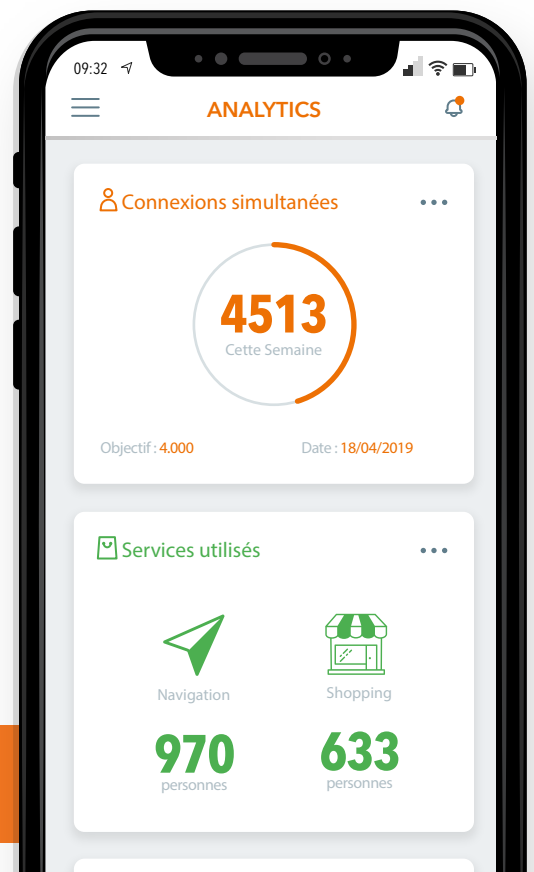 09:32
ANALYTICS
Connexions simultanées
4513
Cette Semaine
Objectif : 4.000 Date : 18/04/2019
Services utilisés
Navigation Shopping
970 633
personnes personnes